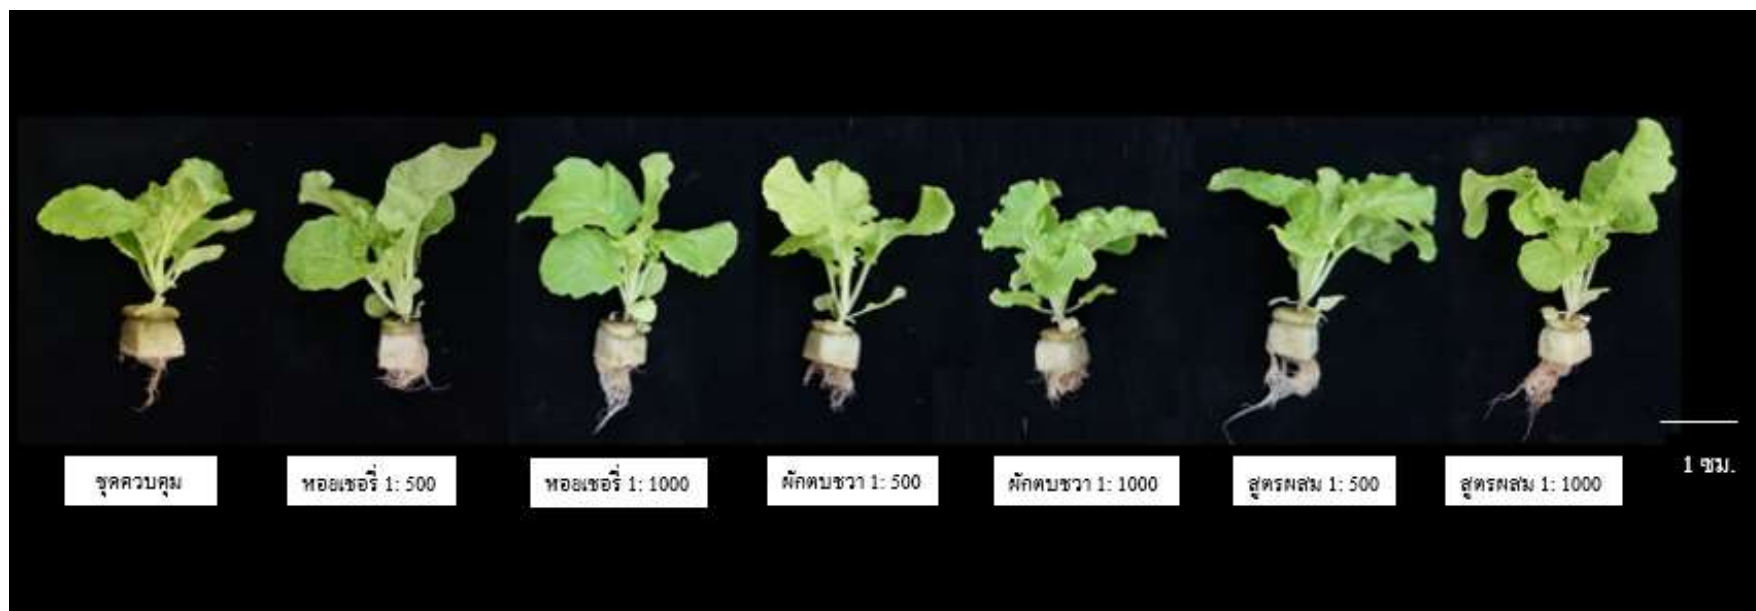 ชุดควบคุม
หอยเชอรี่ 1: 500
หอยเชอรี่ 1: 1000
ผักตบชวา 1: 500
ผักตบชวา 1: 1000
สูตรผสม 1: 500
สูตรผสม 1: 1000
1 ซม.